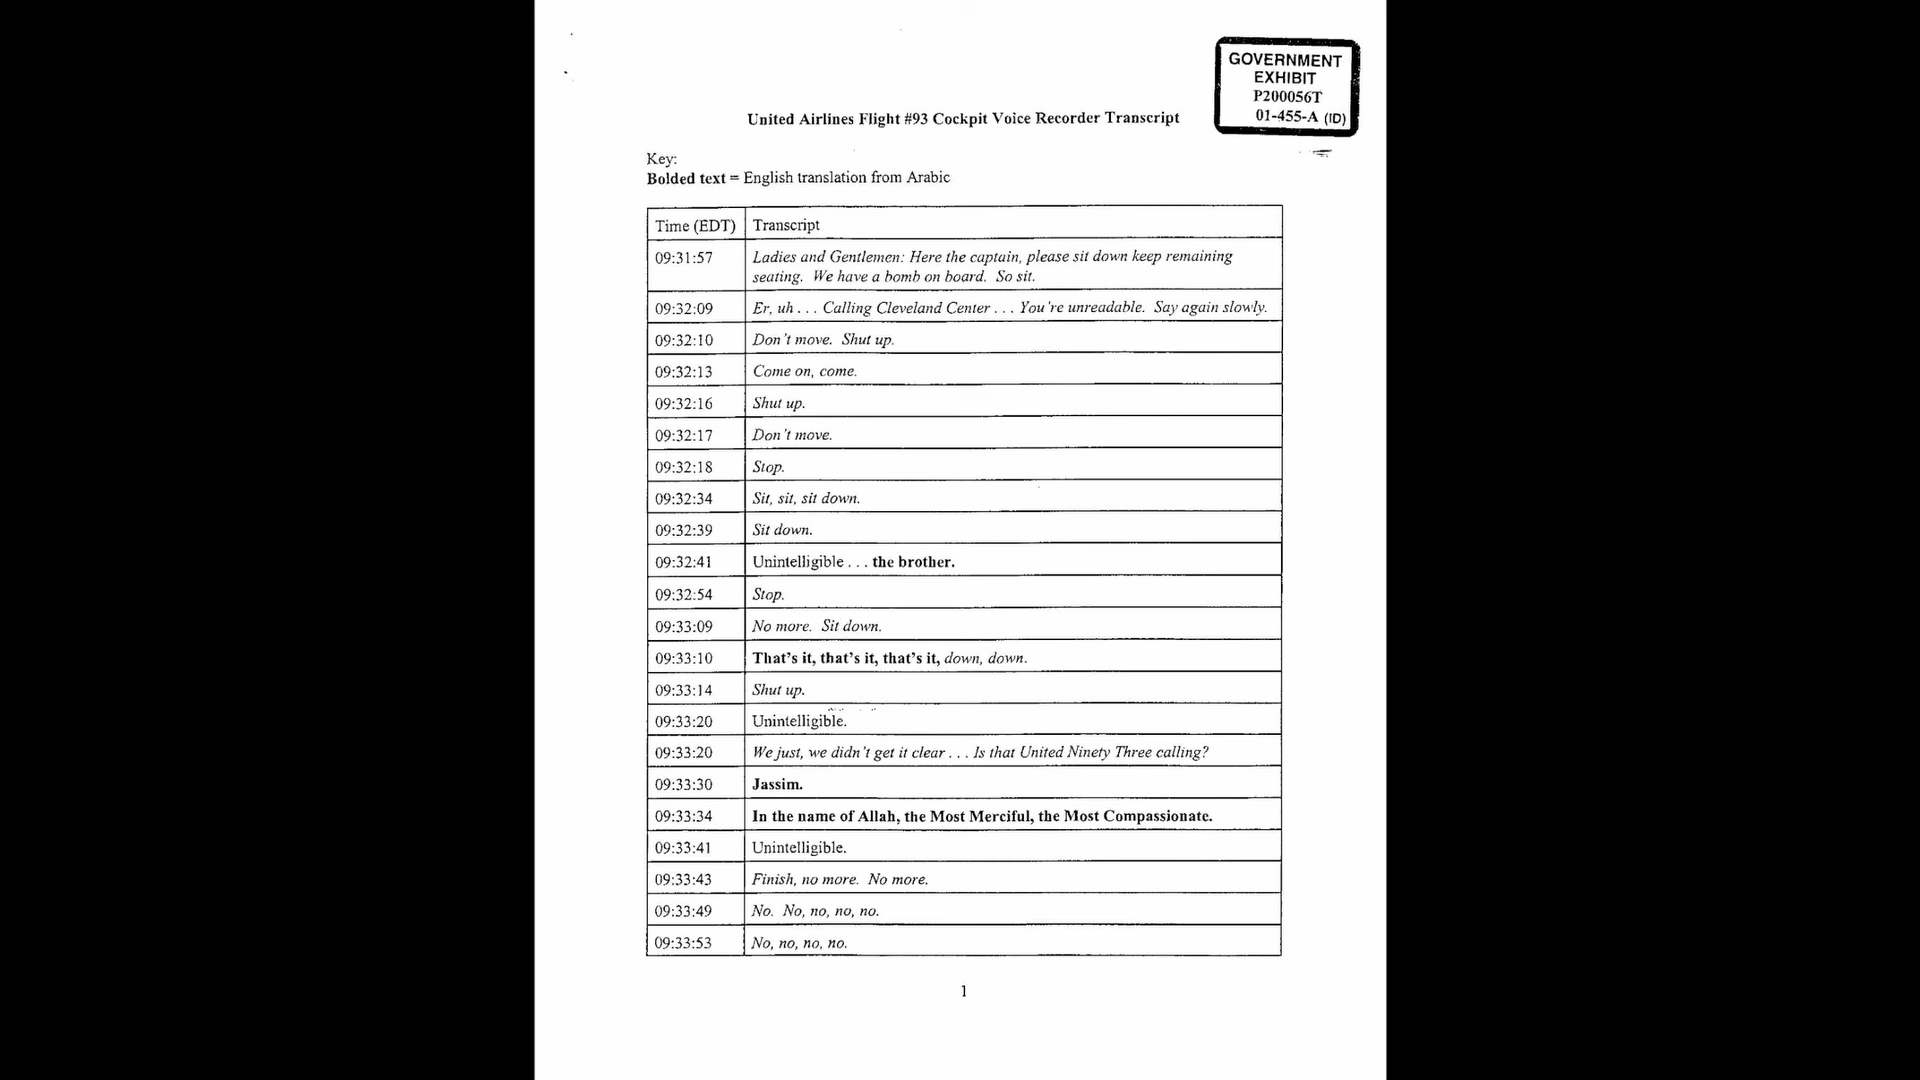 GOVERNMENT
EXHIBIT
P200056T
01-455-A (ID)
United Airlines Flight #93 Cockpit Voice Recorder Transcript
Key:
Bolded text = English translation from Arabic
Time (EDT) Transcript
09:31:57 Ladies and Gentlemen: Here the captain, please sit down keep remaining
seating. We have a bomb on board. So sit.
09:32:09 Er, uh . . . Calling Cleveland Center . . . You're unreadable. Say again slowly.
09:32:10 Don't move. Shut up.
09:32:13 Come on, come.
09:32:16 Shut up.
09:32:17 Don't move.
09:32:18 Stop.
09:32:34 Sit, sit, sit down.
09:32:39 Sit down.
09:32:41 Unintelligible . . . the brother.
09:32:54 Stop.
09:33:09 No more. Sit down.
09:33:10 That's it, that's it, that's it, down, down.
09:33:14 Shut up.
09:33:20 Unintelligible.
09:33:20 We just, we didn't get it clear . . . Is that United Ninety Three calling?
09:33:30 Jassim.
09:33:34 In the name of Allah, the Most Merciful, the Most Compassionate.
09:33:41 Unintelligible.
09:33:43 Finish, no more. No more.
09:33:49 No. No, no, no, no.
09:33:53 No, no, no, no.
1